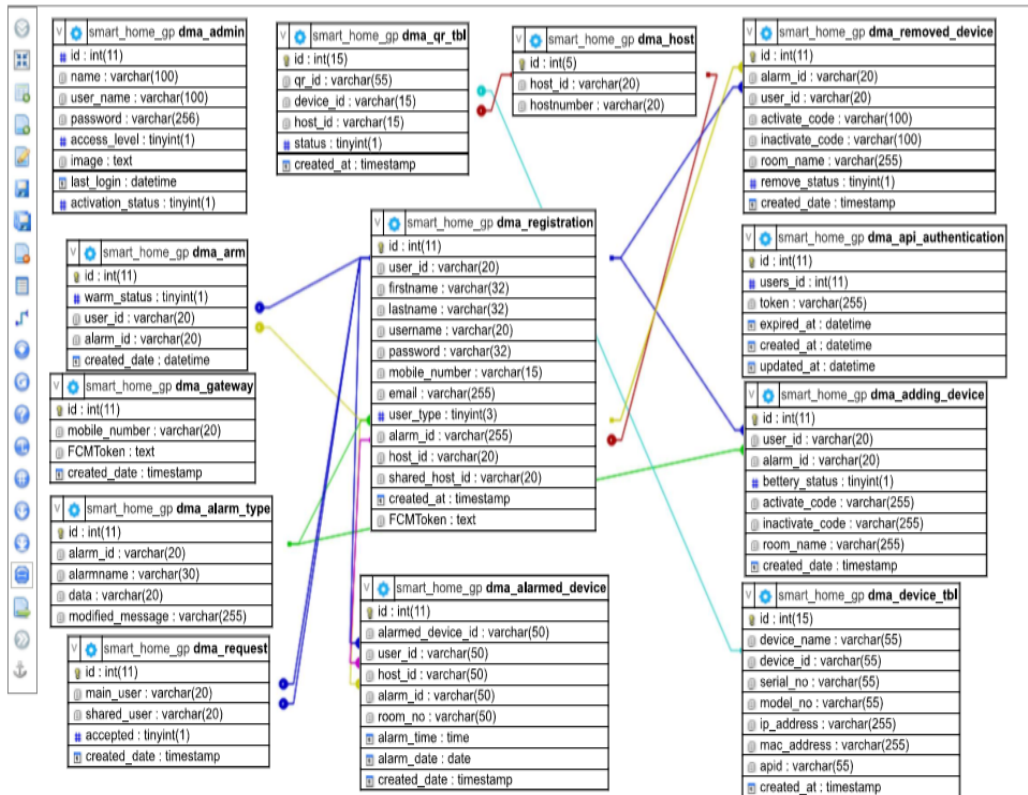 smart_home_gp dma_admin
id : int(11)
name : varchar(100)
user_name : varchar(100)
password : varchar(256)
access_level : tinyint(1)
image : text
last_login : datetime
activation_status : tinyint(1)
smart_home_gp dma_qr_tbl
id : int(15)
qr_id : varchar(55)
device_id : varchar(15)
host_id : varchar(15)
status : tinyint(1)
created_at : timestamp
smart_home_gp dma_host
id : int(5)
host_id : varchar(20)
hostnumber : varchar(20)
smart_home_gp dma_removed_device
id : int(11)
alarm_id : varchar(20)
user_id : varchar(20)
activate_code : varchar(100)
inactivate_code : varchar(100)
room_name : varchar(255)
remove_status : tinyint(1)
created_date : timestamp
smart_home_gp dma_arm
id : int(11)
warm_status : tinyint(1)
user_id : varchar(20)
alarm_id : varchar(20)
created_date : datetime
smart_home_gp dma_registration
id : int(11)
user_id : varchar(20)
firstname : varchar(32)
lastname : varchar(32)
username : varchar(20)
password : varchar(32)
mobile_number : varchar(15)
email : varchar(255)
user_type : tinyint(3)
alarm_id : varchar(255)
host_id : varchar(20)
shared_host_id : varchar(20)
created_at : timestamp
FCMToken : text
smart_home_gp dma_api_authentication
id : int(11)
users_id : int(11)
token : varchar(255)
expired_at : datetime
created_at : datetime
updated_at : datetime
smart_home_gp dma_gateway
id : int(11)
mobile_number : varchar(20)
FCMToken : text
created_date : timestamp
smart_home_gp dma_adding_device
id : int(11)
user_id : varchar(20)
alarm_id : varchar(20)
bettery_status : tinyint(1)
activate_code : varchar(255)
inactivate_code : varchar(255)
room_name : varchar(255)
created_date : timestamp
smart_home_gp dma_alarm_type
id : int(11)
alarm_id : varchar(20)
alarmname : varchar(30)
data : varchar(20)
modified_message : varchar(255)
smart_home_gp dma_alarmed_device
id : int(11)
alarmed_device_id : varchar(50)
user_id : varchar(50)
host_id : varchar(50)
alarm_id : varchar(50)
room_no : varchar(50)
alarm_time : time
alarm_date : date
created_date : timestamp
smart_home_gp dma_device_tbl
id : int(15)
device_name : varchar(55)
device_id : varchar(55)
serial_no : varchar(55)
model_no : varchar(55)
ip_address : varchar(255)
mac_address : varchar(255)
apid : varchar(55)
created_at : timestamp
smart_home_gp dma_request
id : int(11)
main_user : varchar(20)
shared_user : varchar(20)
accepted : tinyint(1)
created_date : timestamp